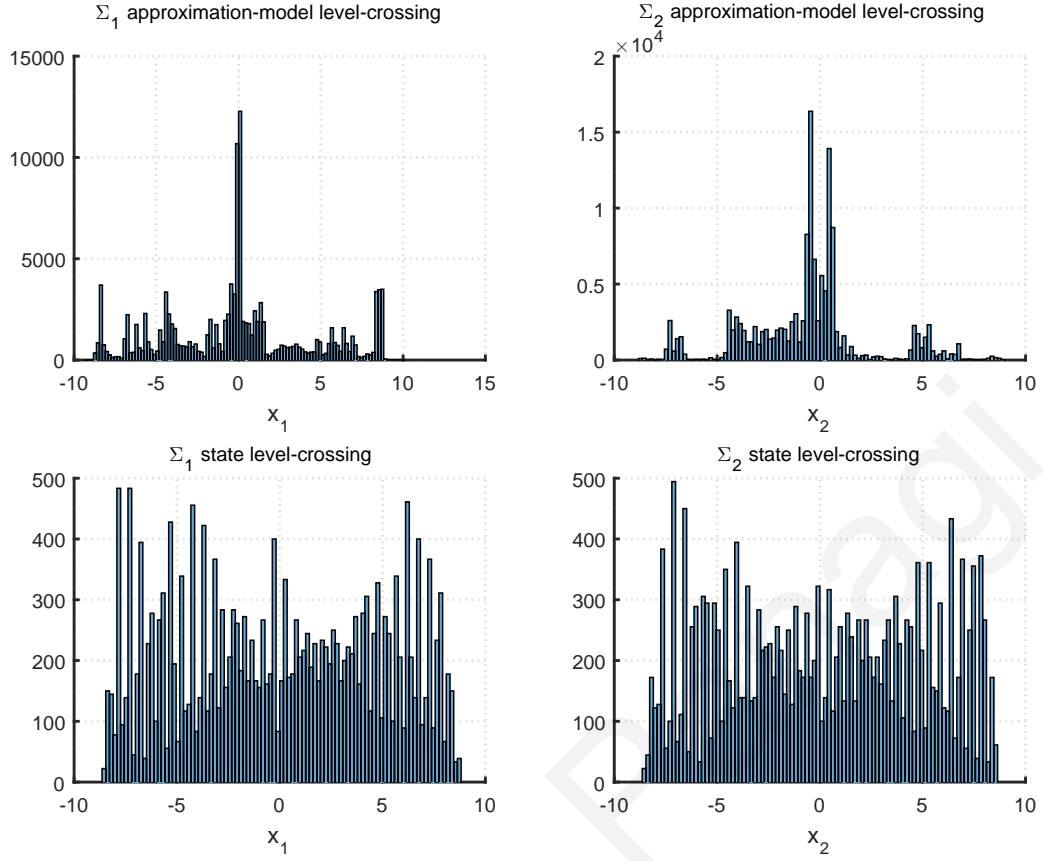 Σ1 approximation-model level-crossing
15000
10000
5000
0
-10 -5 0 5 10 15
x1
Σ2 approximation-model level-crossing
×10^4
2
1.5
1
0.5
0
-10 -5 0 5 10
x2
Σ1 state level-crossing
500
400
300
200
100
0
-10 -5 0 5 10
x1
Σ2 state level-crossing
500
400
300
200
100
0
-10 -5 0 5 10
x2